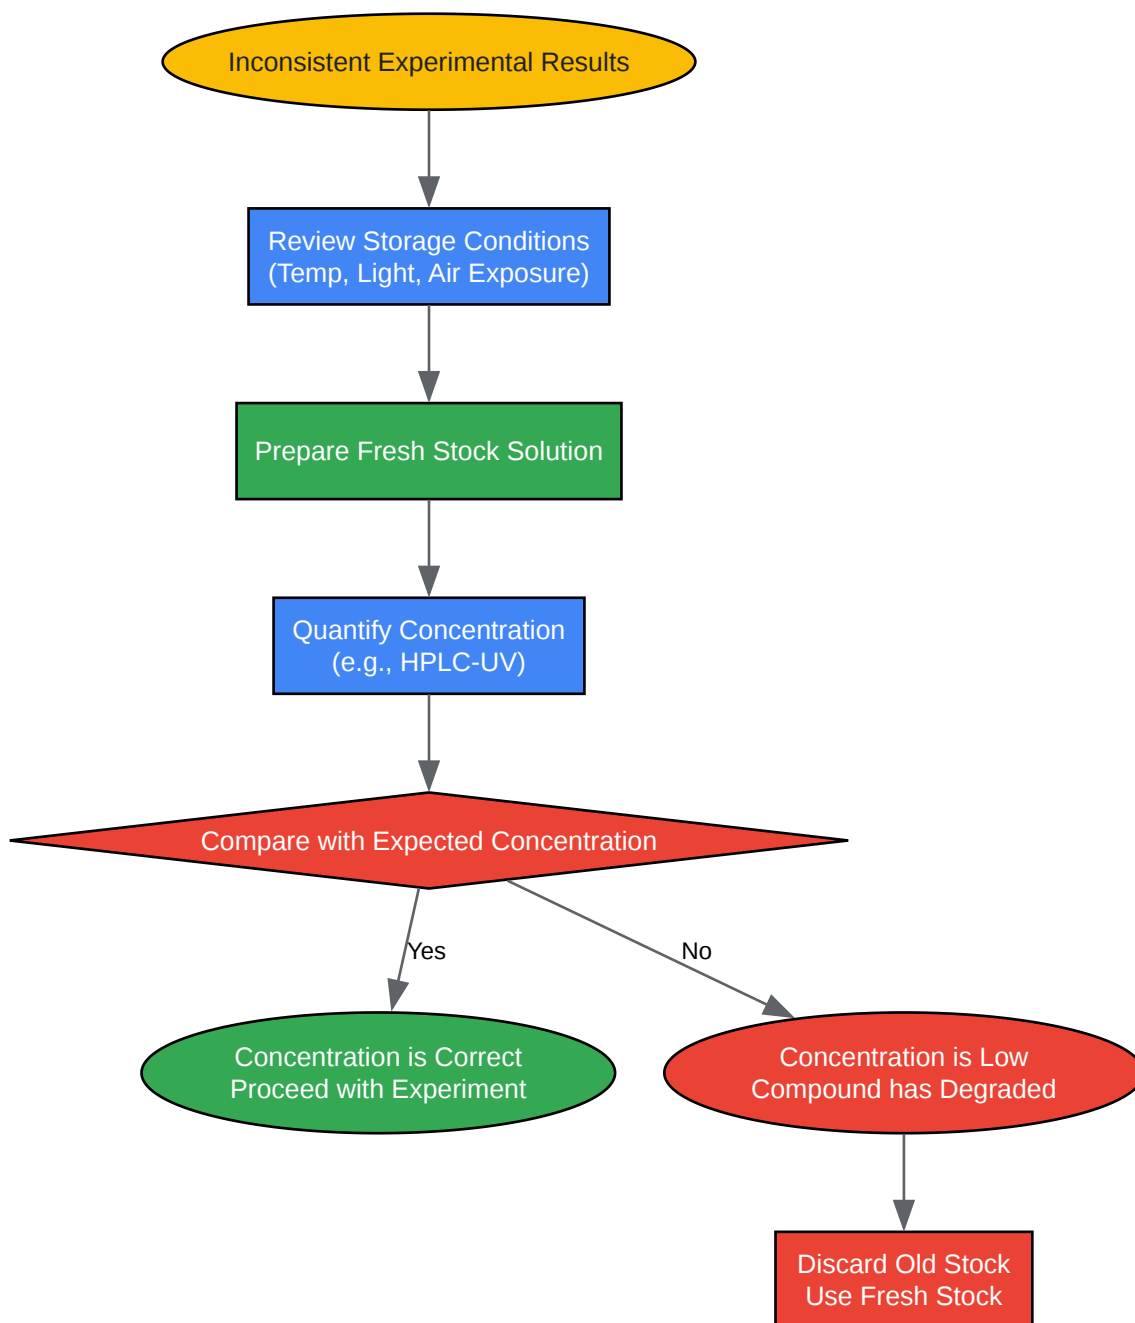 Inconsistent Experimental Results
Review Storage Conditions
(Temp, Light, Air Exposure)
Prepare Fresh Stock Solution
Quantify Concentration
(e.g., HPLC-UV)
Compare with Expected Concentration
Yes
No
Concentration is Correct
Proceed with Experiment
Concentration is Low
Compound has Degraded
Discard Old Stock
Use Fresh Stock